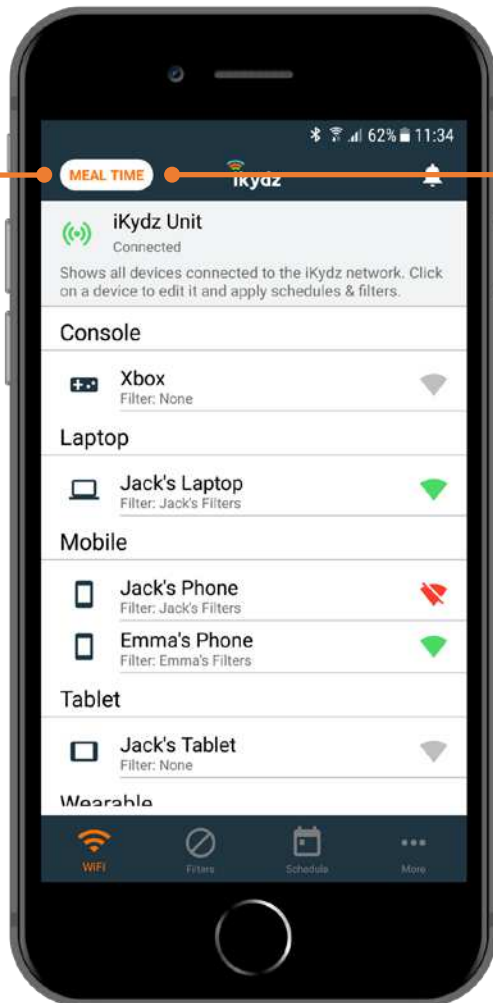 62% 11:34
MEAL TIME
iKydz
iKydz Unit
Connected
Shows all devices connected to the iKydz network. Click
on a device to edit it and apply schedules & filters.
Console
Xbox
Filter: None
Laptop
Jack's Laptop
Filter: Jack's Filters
Mobile
Jack's Phone
Filter: Jack's Filters
Emma's Phone
Filter: Emma's Filters
Tablet
Jack's Tablet
Filter: None
Wearable
WiFi
Filters
Schedule
More